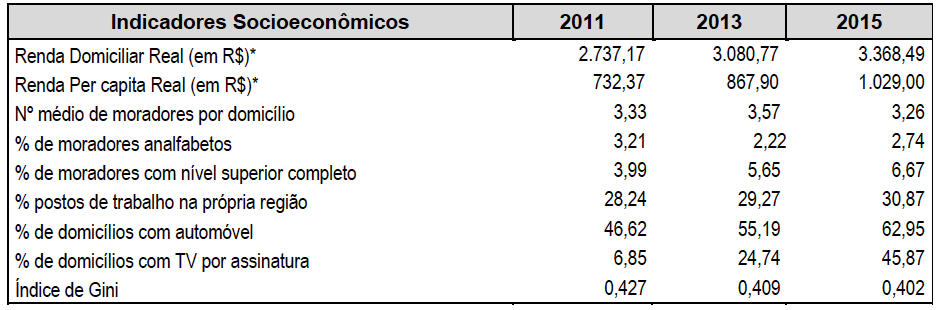 Indicadores Socioeconômicos 2011 2013 2015
Renda Domiciliar Real (em R$)* 2.737,17 3.080,77 3.368,49
Renda Per capita Real (em R$)* 732,37 867,90 1.029,00
Nº médio de moradores por domicílio 3,33 3,57 3,26
% de moradores analfabetos 3,21 2,22 2,74
% de moradores com nível superior completo 3,99 5,65 6,67
% postos de trabalho na própria região 28,24 29,27 30,87
% de domicílios com automóvel 46,62 55,19 62,95
% de domicílios com TV por assinatura 6,85 24,74 45,87
Índice de Gini 0,427 0,409 0,402